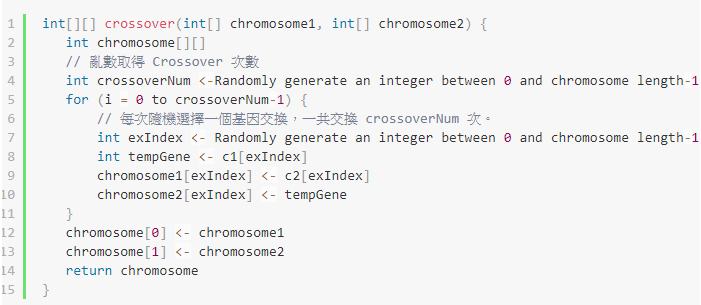 1 int[][] crossover(int[] chromosome1, int[] chromosome2) {
2 int chromosome[][]
3 // 亂數取得 Crossover 次數
4 int crossoverNum <-Randomly generate an integer between 0 and chromosome length-1
5 for (i = 0 to crossoverNum-1) {
6 // 每次隨機選擇一個基因交換，一共交換 crossoverNum 次。
7 int exIndex <- Randomly generate an integer between 0 and chromosome length-1
8 int tempGene <- c1[exIndex]
9 chromosome1[exIndex] <- c2[exIndex]
10 chromosome2[exIndex] <- tempGene
11 }
12 chromosome[0] <- chromosome1
13 chromosome[1] <- chromosome2
14 return chromosome
15 }